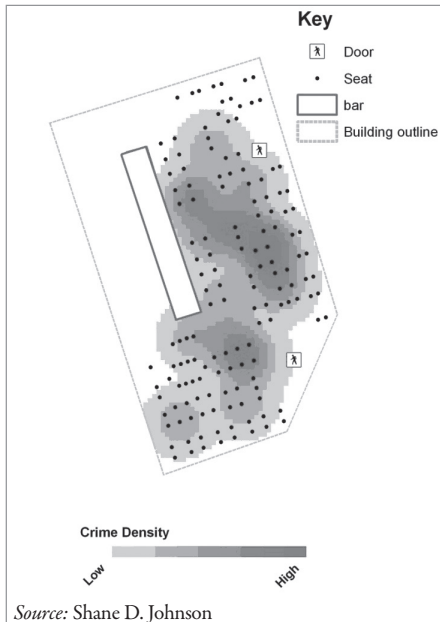 Key
Door
Seat
bar
Building outline
Crime Density
Low
High
Source: Shane D. Johnson